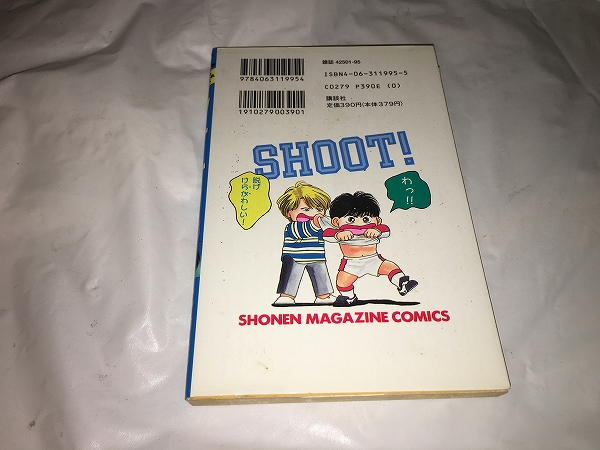 雑誌 42501-95
9784063119954
ISBN4-06-311995-5
C0279 P390E (0)
講談社
定価390円(本体379円)
1910279003901
SHOOT!
脱げ
けらがわしい!
わっ!!
SHONEN MAGAZINE COMICS